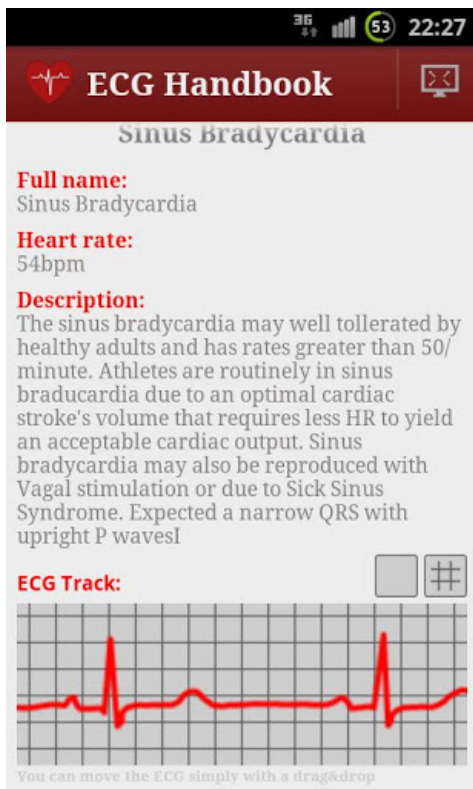 3G 53 22:27
ECG Handbook
Sinus Bradycardia
Full name:
Sinus Bradycardia
Heart rate:
54bpm
Description:
The sinus bradycardia may well tollerated by
healthy adults and has rates greater than 50/
minute. Athletes are routinely in sinus
braducardia due to an optimal cardiac
stroke's volume that requires less HR to yield
an acceptable cardiac output. Sinus
bradycardia may also be reproduced with
Vagal stimulation or due to Sick Sinus
Syndrome. Expected a narrow QRS with
upright P wavesI
ECG Track:
You can move the ECG simply with a drag&drop